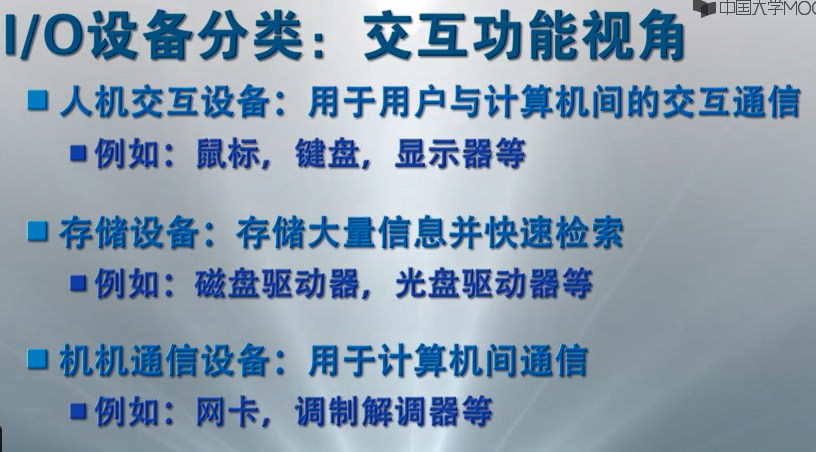 中国大学MOO
I/O设备分类：交互功能视角
人机交互设备：用于用户与计算机间的交互通信
例如：鼠标，键盘，显示器等
存储设备：存储大量信息并快速检索
例如：磁盘驱动器，光盘驱动器等
机机通信设备：用于计算机间通信
例如：网卡，调制解调器等